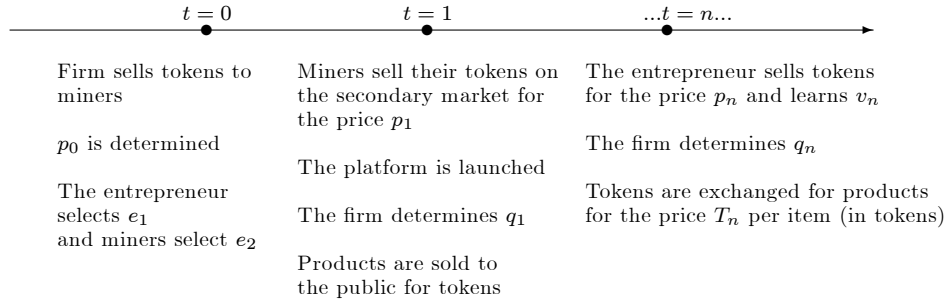 t = 0
t = 1
...t = n...
Firm sells tokens to
miners
p₀ is determined
The entrepreneur
selects e₁
and miners select e₂
Miners sell their tokens on
the secondary market for
the price p₁
The platform is launched
The firm determines q₁
Products are sold to
the public for tokens
The entrepreneur sells tokens
for the price pₙ and learns vₙ
The firm determines qₙ
Tokens are exchanged for products
for the price Tₙ per item (in tokens)